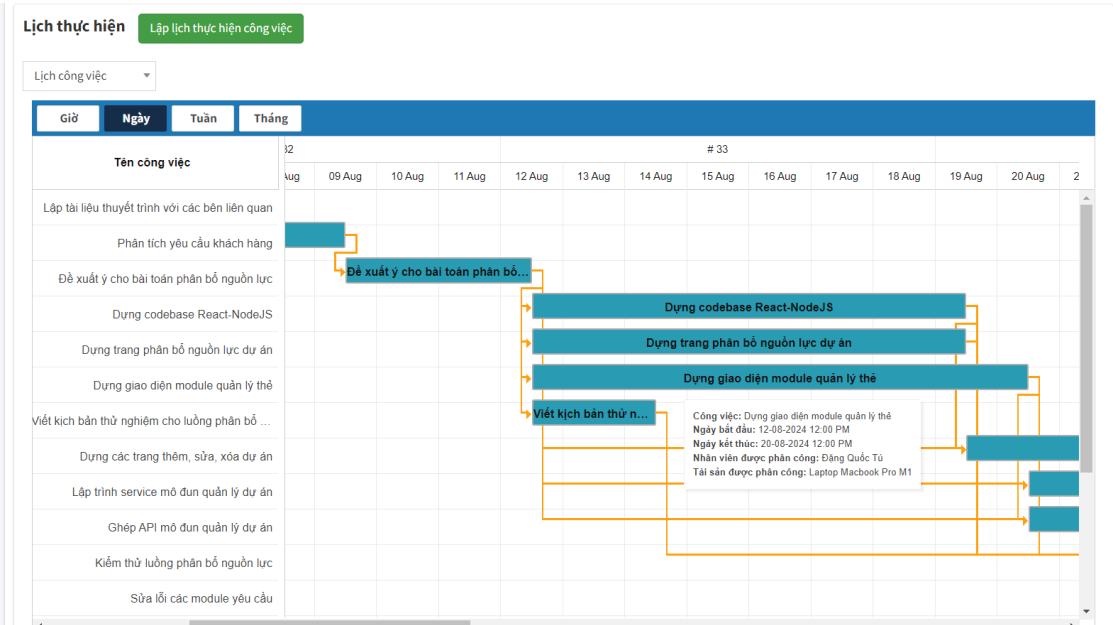 Lịch thực hiện
Lập lịch thực hiện công việc
Lịch công việc
Giờ
Ngày
Tuần
Tháng
Tên công việc
# 33
09 Aug
10 Aug
11 Aug
12 Aug
13 Aug
14 Aug
15 Aug
16 Aug
17 Aug
18 Aug
19 Aug
20 Aug
Lập tài liệu thuyết trình với các bên liên quan
Phân tích yêu cầu khách hàng
Đề xuất ý cho bài toán phân bổ nguồn lực
Đề xuất ý cho bài toán phân bổ...
Dựng codebase React-NodeJS
Dựng codebase React-NodeJS
Dựng trang phân bổ nguồn lực dự án
Dựng trang phân bổ nguồn lực dự án
Dựng giao diện module quản lý thẻ
Dựng giao diện module quản lý thẻ
Viết kịch bản thử nghiệm cho luồng phân bổ ...
Viết kịch bản thử n...
Công việc: Dựng giao diện module quản lý thẻ
Ngày bắt đầu: 12-08-2024 12:00 PM
Ngày kết thúc: 20-08-2024 12:00 PM
Nhân viên được phân công: Đặng Quốc Tú
Tài sản được phân công: Laptop Macbook Pro M1
Dựng các trang thêm, sửa, xóa dự án
Lập trình service mô đun quản lý dự án
Ghép API mô đun quản lý dự án
Kiểm thử luồng phân bổ nguồn lực
Sửa lỗi các module yêu cầu